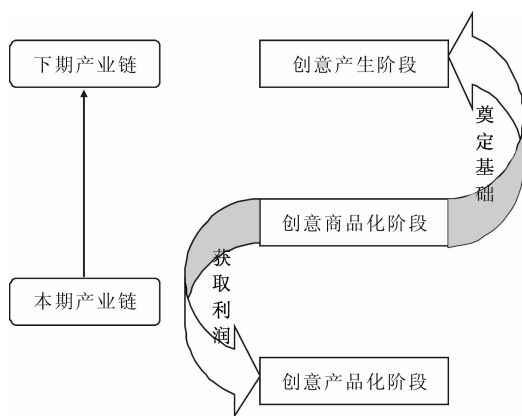 下期产业链
创意产生阶段
奠定基础
创意商品化阶段
本期产业链
获取利润
创意产品化阶段